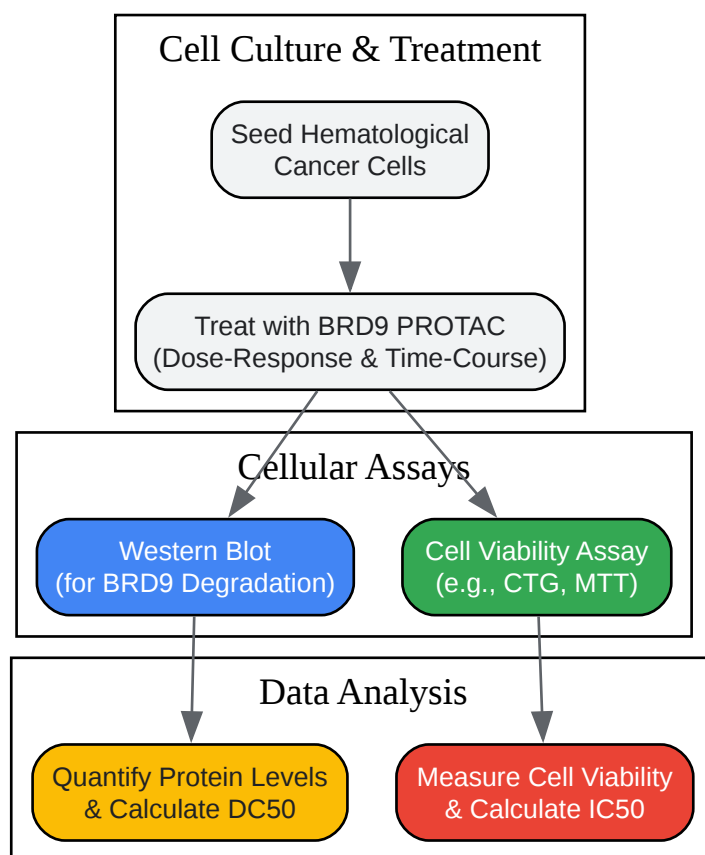 Cell Culture & Treatment
Seed Hematological
Cancer Cells
Treat with BRD9 PROTAC
(Dose-Response & Time-Course)
Cellular Assays
Western Blot
(for BRD9 Degradation)
Cell Viability Assay
(e.g., CTG, MTT)
Data Analysis
Quantify Protein Levels
& Calculate DC50
Measure Cell Viability
& Calculate IC50